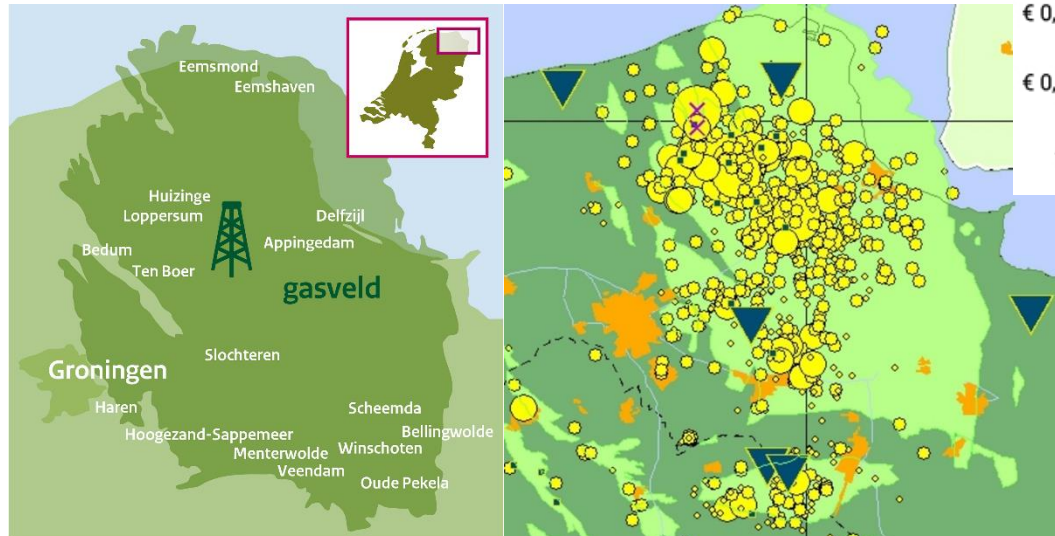 Eemsmond
Eemshaven
Huizinge
Loppersum
Delfzijl
Bedum
Appingedam
Ten Boer
gasveld
Slochteren
Groningen
Haren
Scheemda
Hoogezand-Sappemeer
Bellingwolde
Menterwolde
Winschoten
Veendam
Oude Pekela
€ 0,
€ 0,